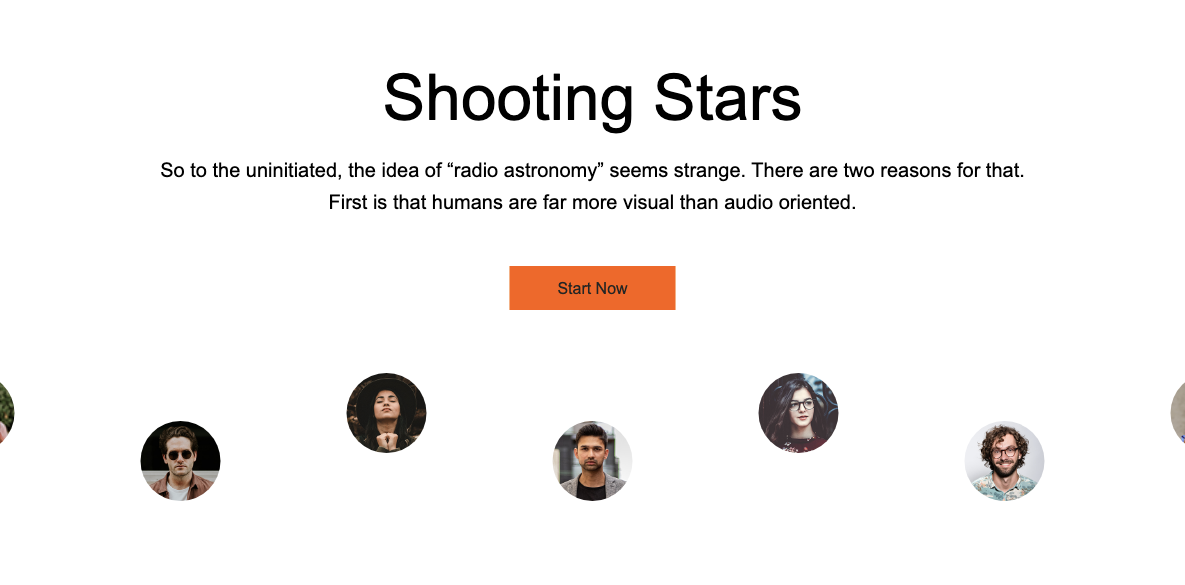 Shooting Stars
So to the uninitiated, the idea of “radio astronomy” seems strange. There are two reasons for that.
First is that humans are far more visual than audio oriented.
Start Now